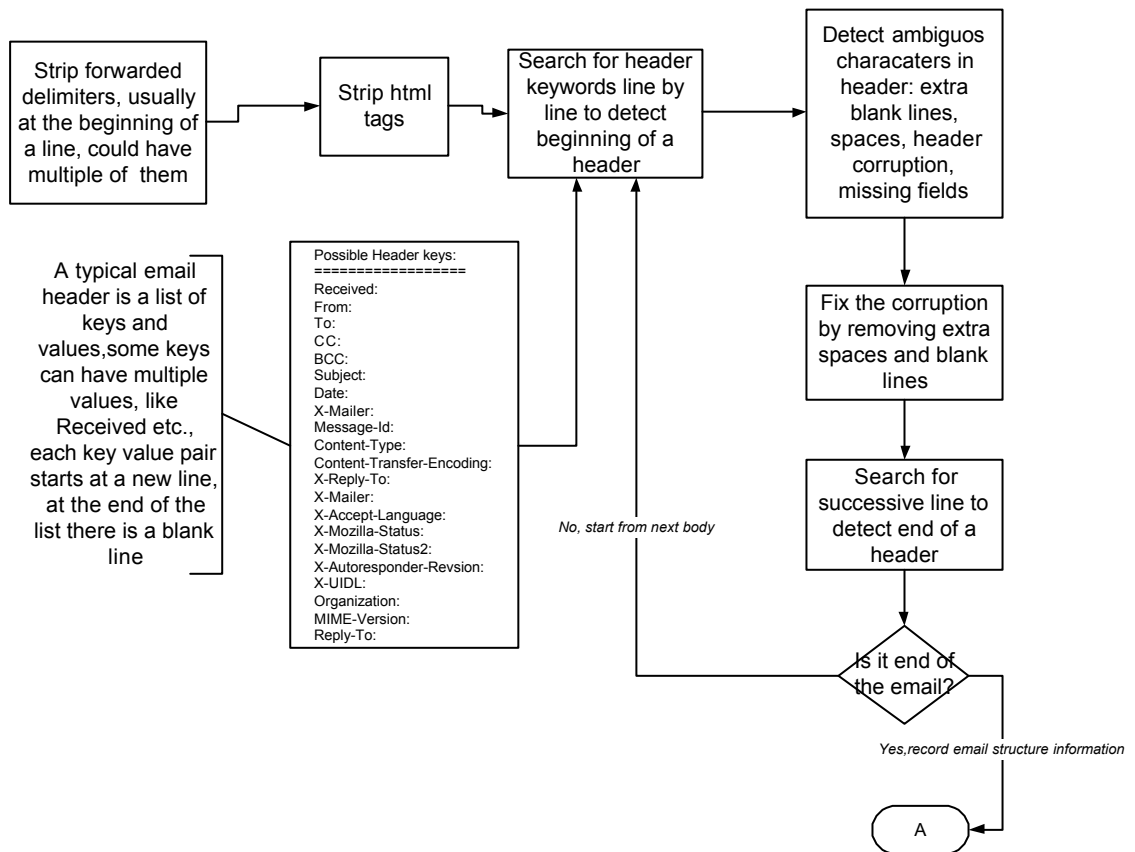 Strip forwarded
delimiters, usually
at the beginning of
a line, could have
multiple of them
Strip html
tags
Search for header
keywords line by
line to detect
beginning of a
header
Detect ambiguos
characaters in
header: extra
blank lines,
spaces, header
corruption,
missing fields
A typical email
header is a list of
keys and
values,some keys
can have multiple
values, like
Received etc.,
each key value pair
starts at a new line,
at the end of the
list there is a blank
line
Possible Header keys:
==================
Received:
From:
To:
CC:
BCC:
Subject:
Date:
X-Mailer:
Message-Id:
Content-Type:
Content-Transfer-Encoding:
X-Reply-To:
X-Mailer:
X-Accept-Language:
X-Mozilla-Status:
X-Mozilla-Status2:
X-Autoresponder-Revsion:
X-UIDL:
Organization:
MIME-Version:
Reply-To:
Fix the corruption
by removing extra
spaces and blank
lines
Search for
successive line to
detect end of a
header
No, start from next body
Is it end of
the email?
Yes,record email structure information
A